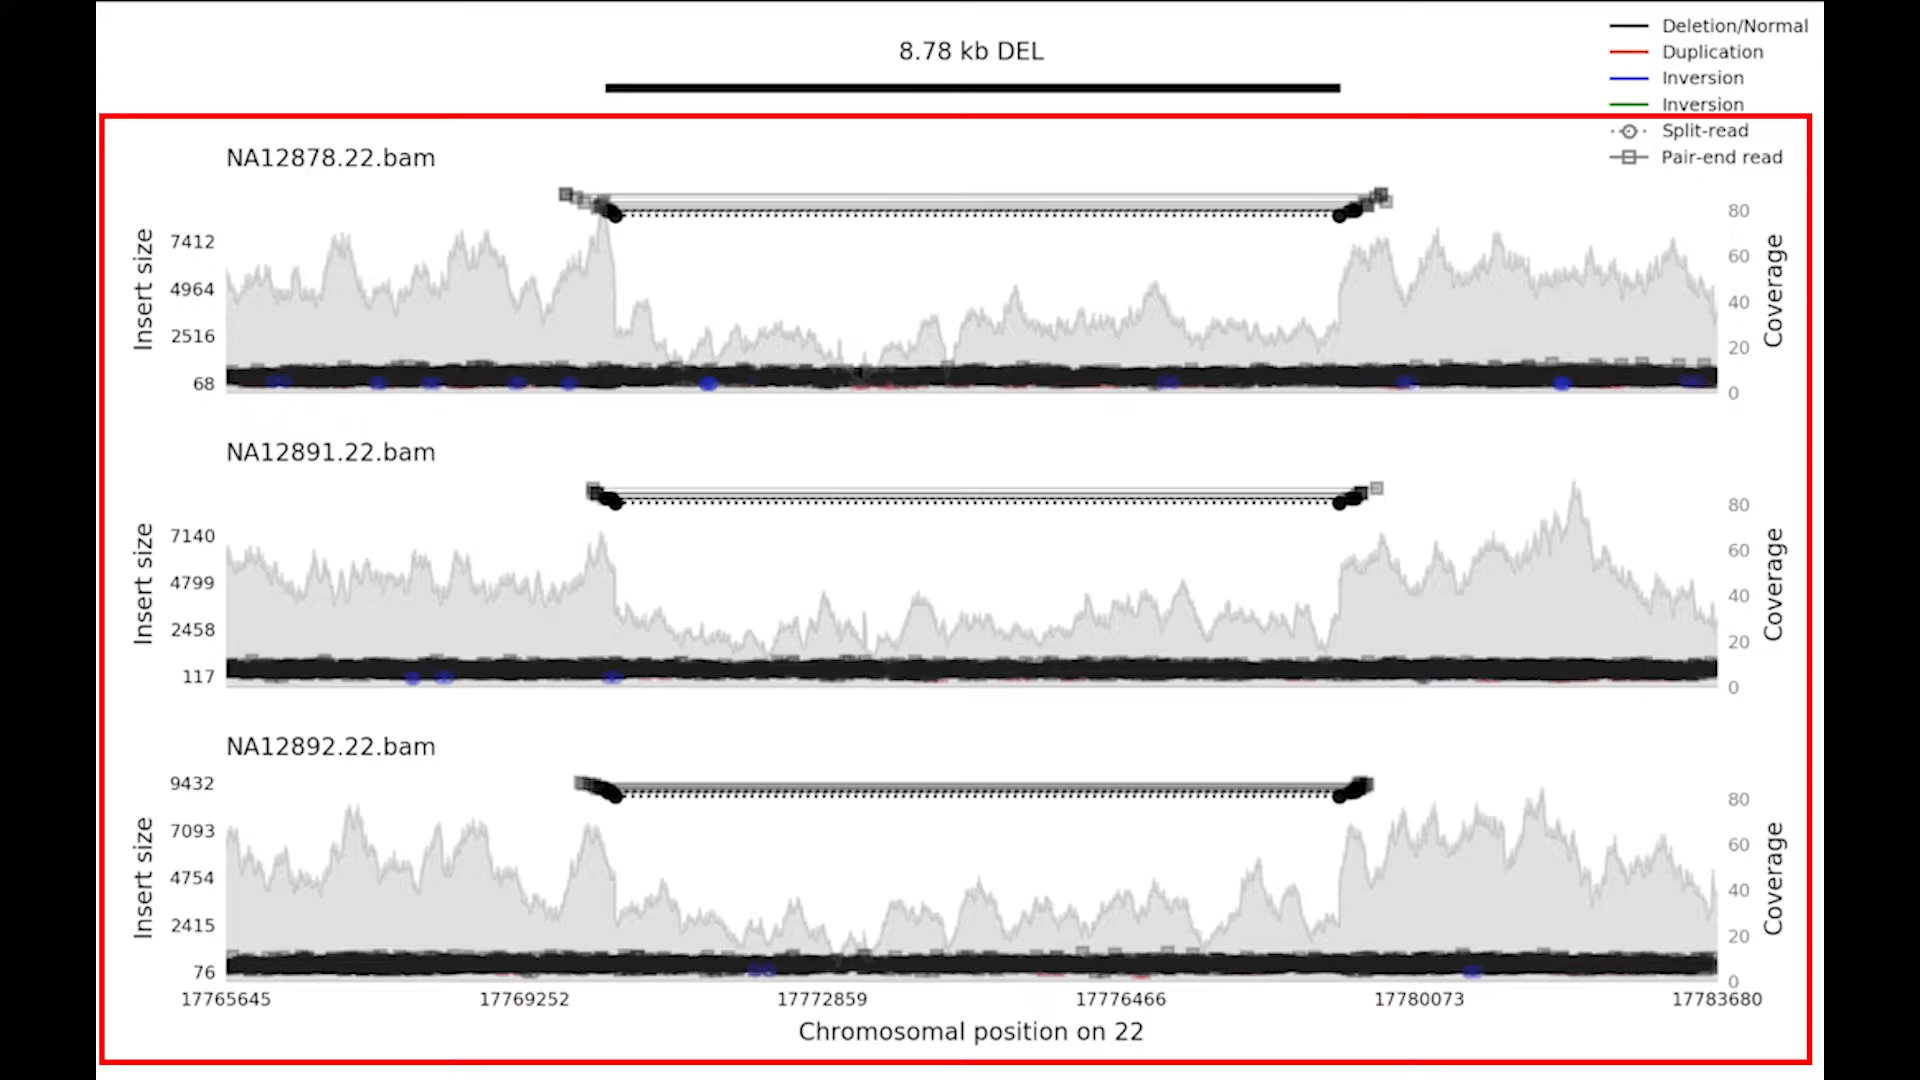 8.78 kb DEL
Deletion/Normal
Duplication
Inversion
Inversion
Split-read
Pair-end read
NA12878.22.bam
Insert size
7412
4964
2516
68
80
60
40
20
0
Coverage
NA12891.22.bam
Insert size
7140
4799
2458
117
80
60
40
20
0
Coverage
NA12892.22.bam
Insert size
9432
7093
4754
2415
76
80
60
40
20
0
Coverage
17765645 17769252 17772859 17776466 17780073 17783680
Chromosomal position on 22